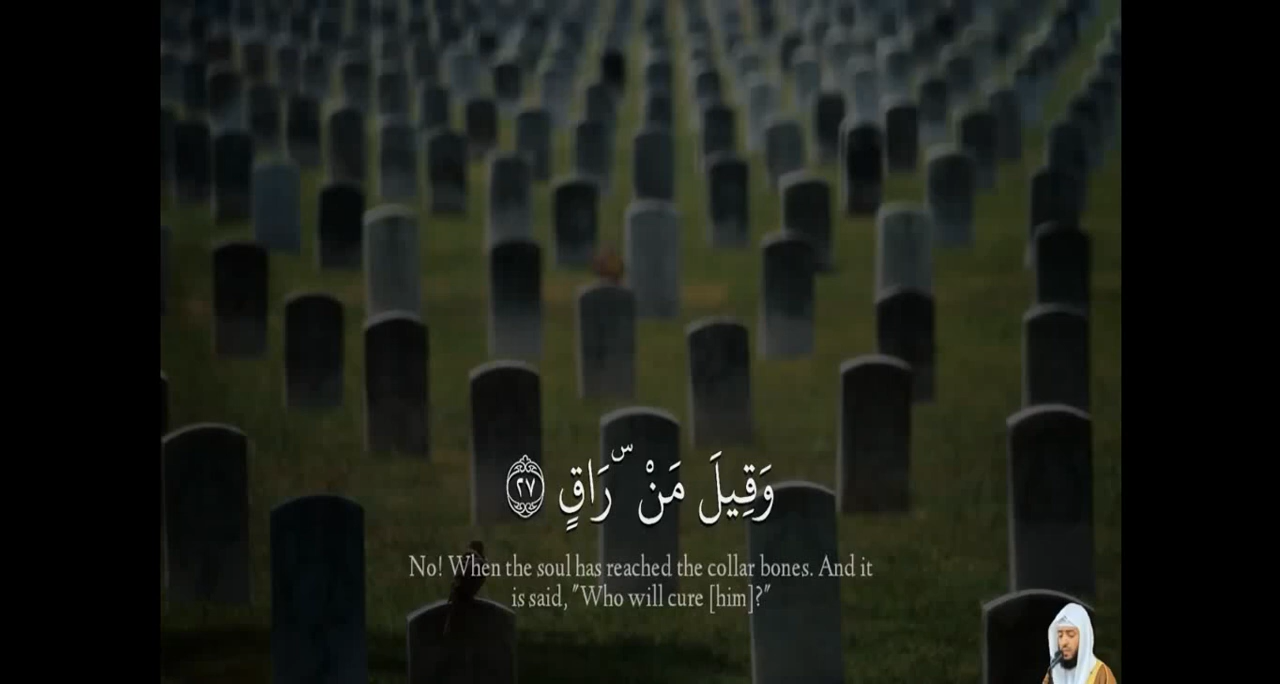 وَقِيلَ مَنْ ۜ رَاقٍ ٢٧
No! When the soul has reached the collar bones. And it
is said, "Who will cure [him]?"